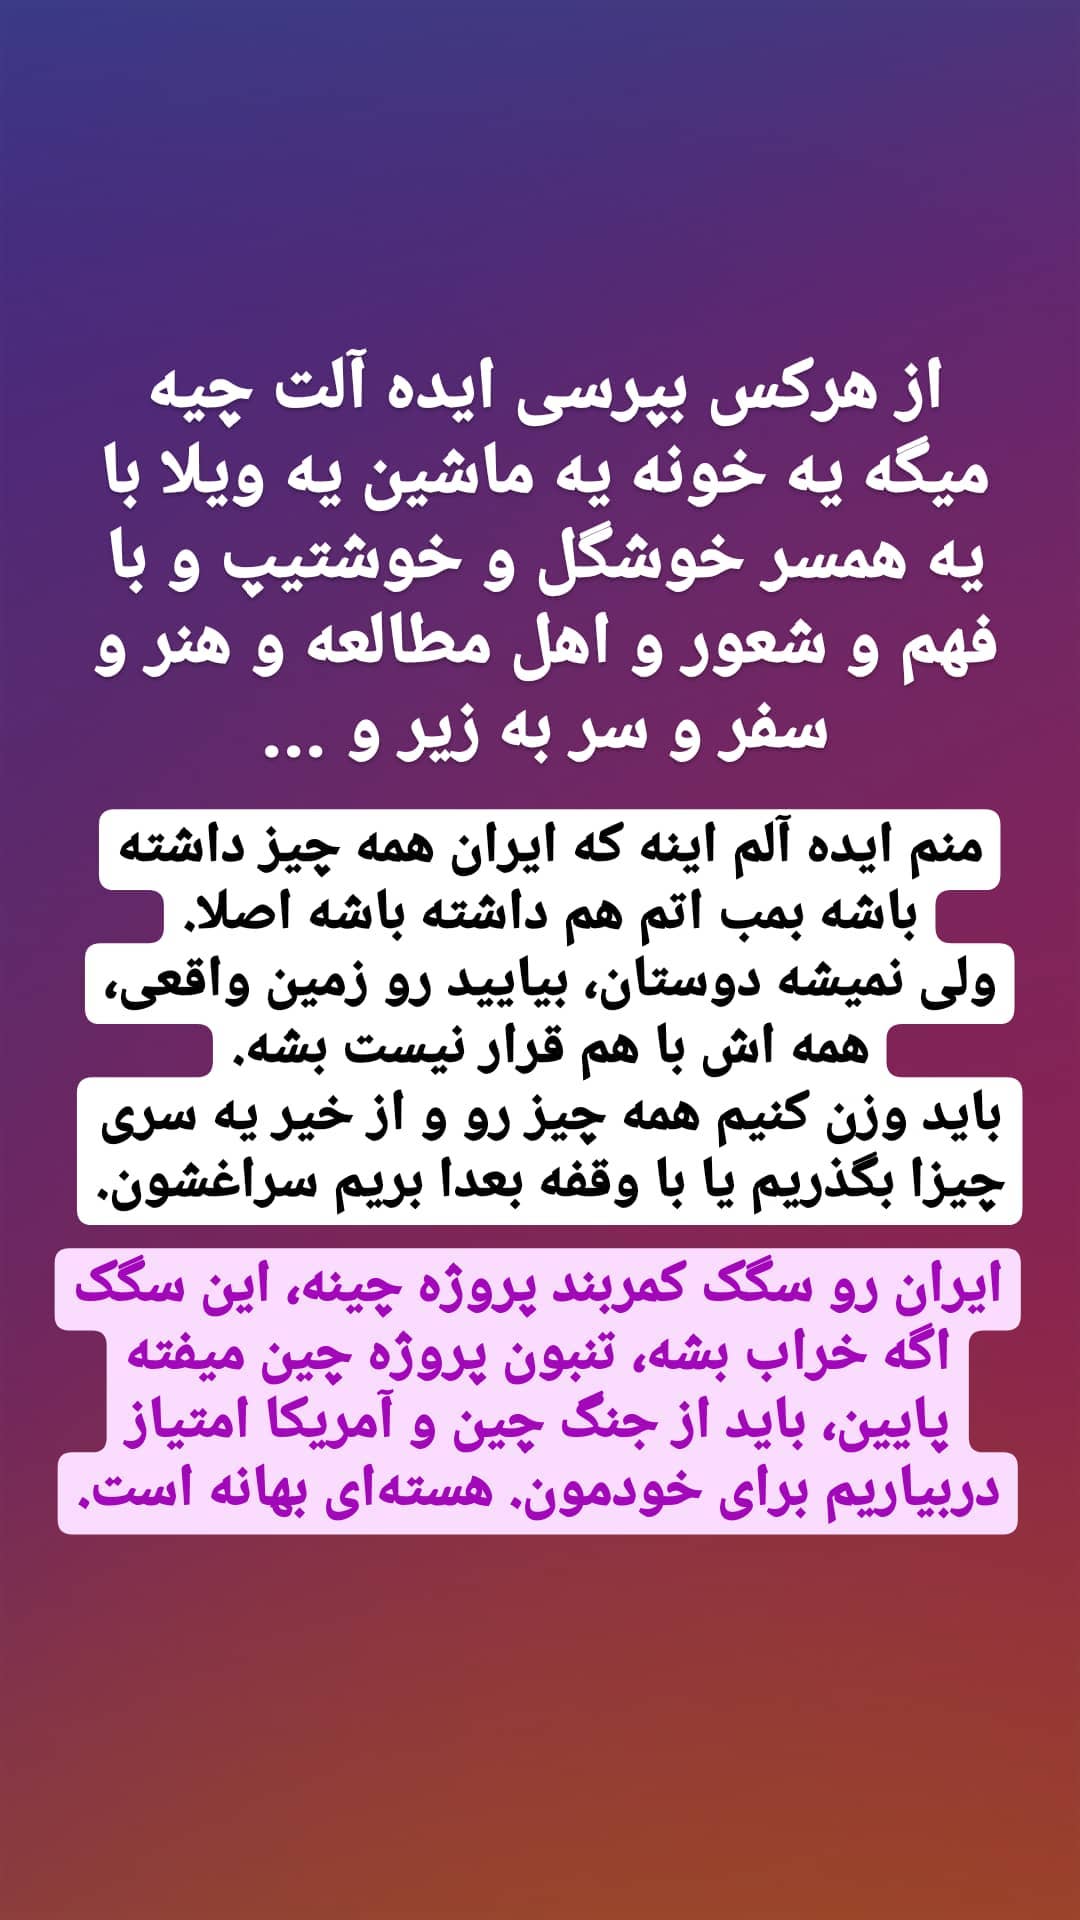 از هرکس بپرسی ایده آلت چیه
میگه یه خونه یه ماشین یه ویلا با
یه همسر خوشگل و خوشتیپ و با
فهم و شعور و اهل مطالعه و هنر و
سفر و سر به زیر و ...
منم ایده آلم اینه که ایران همه چیز داشته
باشه بمب اتم هم داشته باشه اصلا.
ولی نمیشه دوستان، بیایید رو زمین واقعی،
همه اش با هم قرار نیست بشه.
باید وزن کنیم همه چیز رو و از خیر یه سری
چیزا بگذریم یا با وقفه بعدا بریم سراغشون.
ایران رو سگک کمربند پروژه چینه، این سگک
اگه خراب بشه، تنبون پروژه چین میفته
پایین، باید از جنگ چین و آمریکا امتیاز
دربیاریم برای خودمون. هسته‌ای بهانه است.